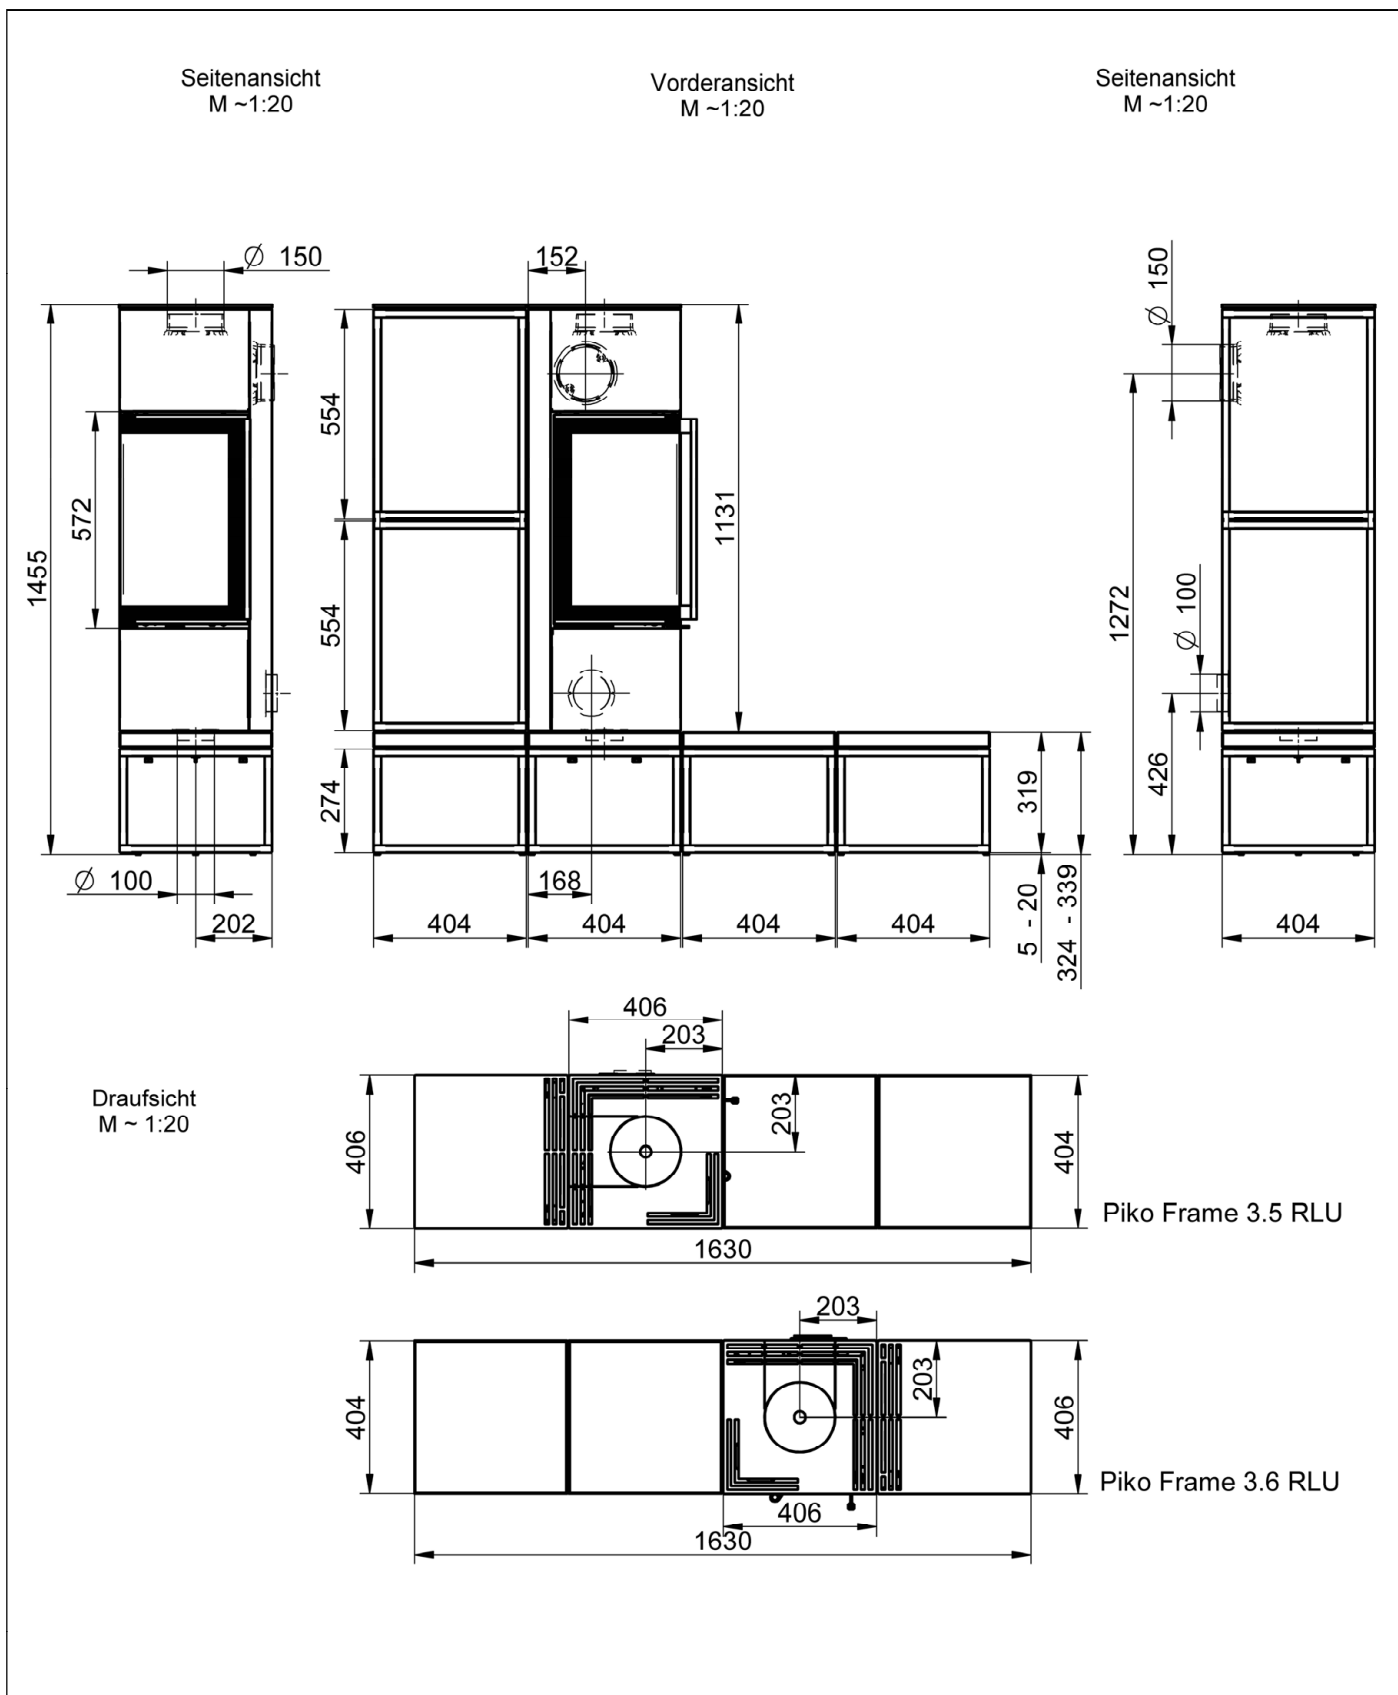 Seitenansicht
M ~1:20
Vorderansicht
M ~1:20
Seitenansicht
M ~1:20
Ø 150
152
Ø 150
1455
572
554
554
274
1131
1272
Ø 100
426
319
5 - 20
324 - 339
Ø 100
202
168
404
404
404
404
404
406
203
Draufsicht
M ~ 1:20
406
203
404
Piko Frame 3.5 RLU
1630
203
404
203
406
Piko Frame 3.6 RLU
406
1630